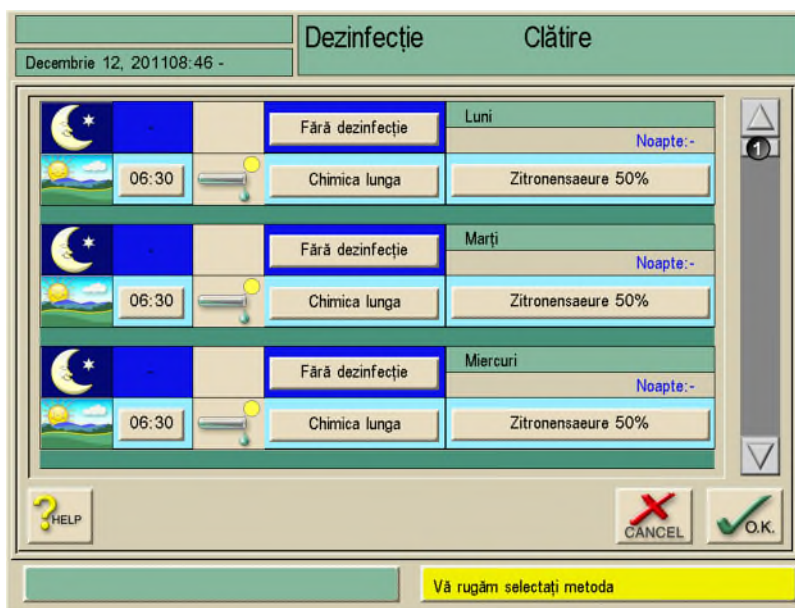 Dezinfecție Clătire
Decembrie 12, 201108:46 -
- Fără dezinfecție Luni
Noapte:-
06:30 Chimica lunga Zitronensaeure 50%
- Fără dezinfecție Marți
Noapte:-
06:30 Chimica lunga Zitronensaeure 50%
- Fără dezinfecție Miercuri
Noapte:-
06:30 Chimica lunga Zitronensaeure 50%
1
?HELP
CANCEL
O.K.
Vă rugăm selectați metoda